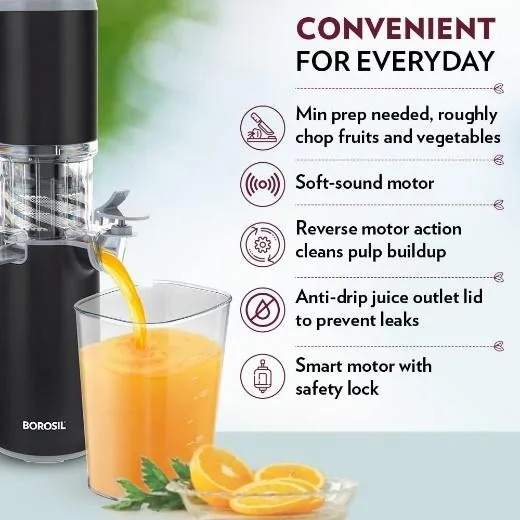 CONVENIENT
FOR EVERYDAY
Min prep needed, roughly
chop fruits and vegetables
Soft-sound motor
Reverse motor action
cleans pulp buildup
Anti-drip juice outlet lid
to prevent leaks
Smart motor with
safety lock
BOROSIL